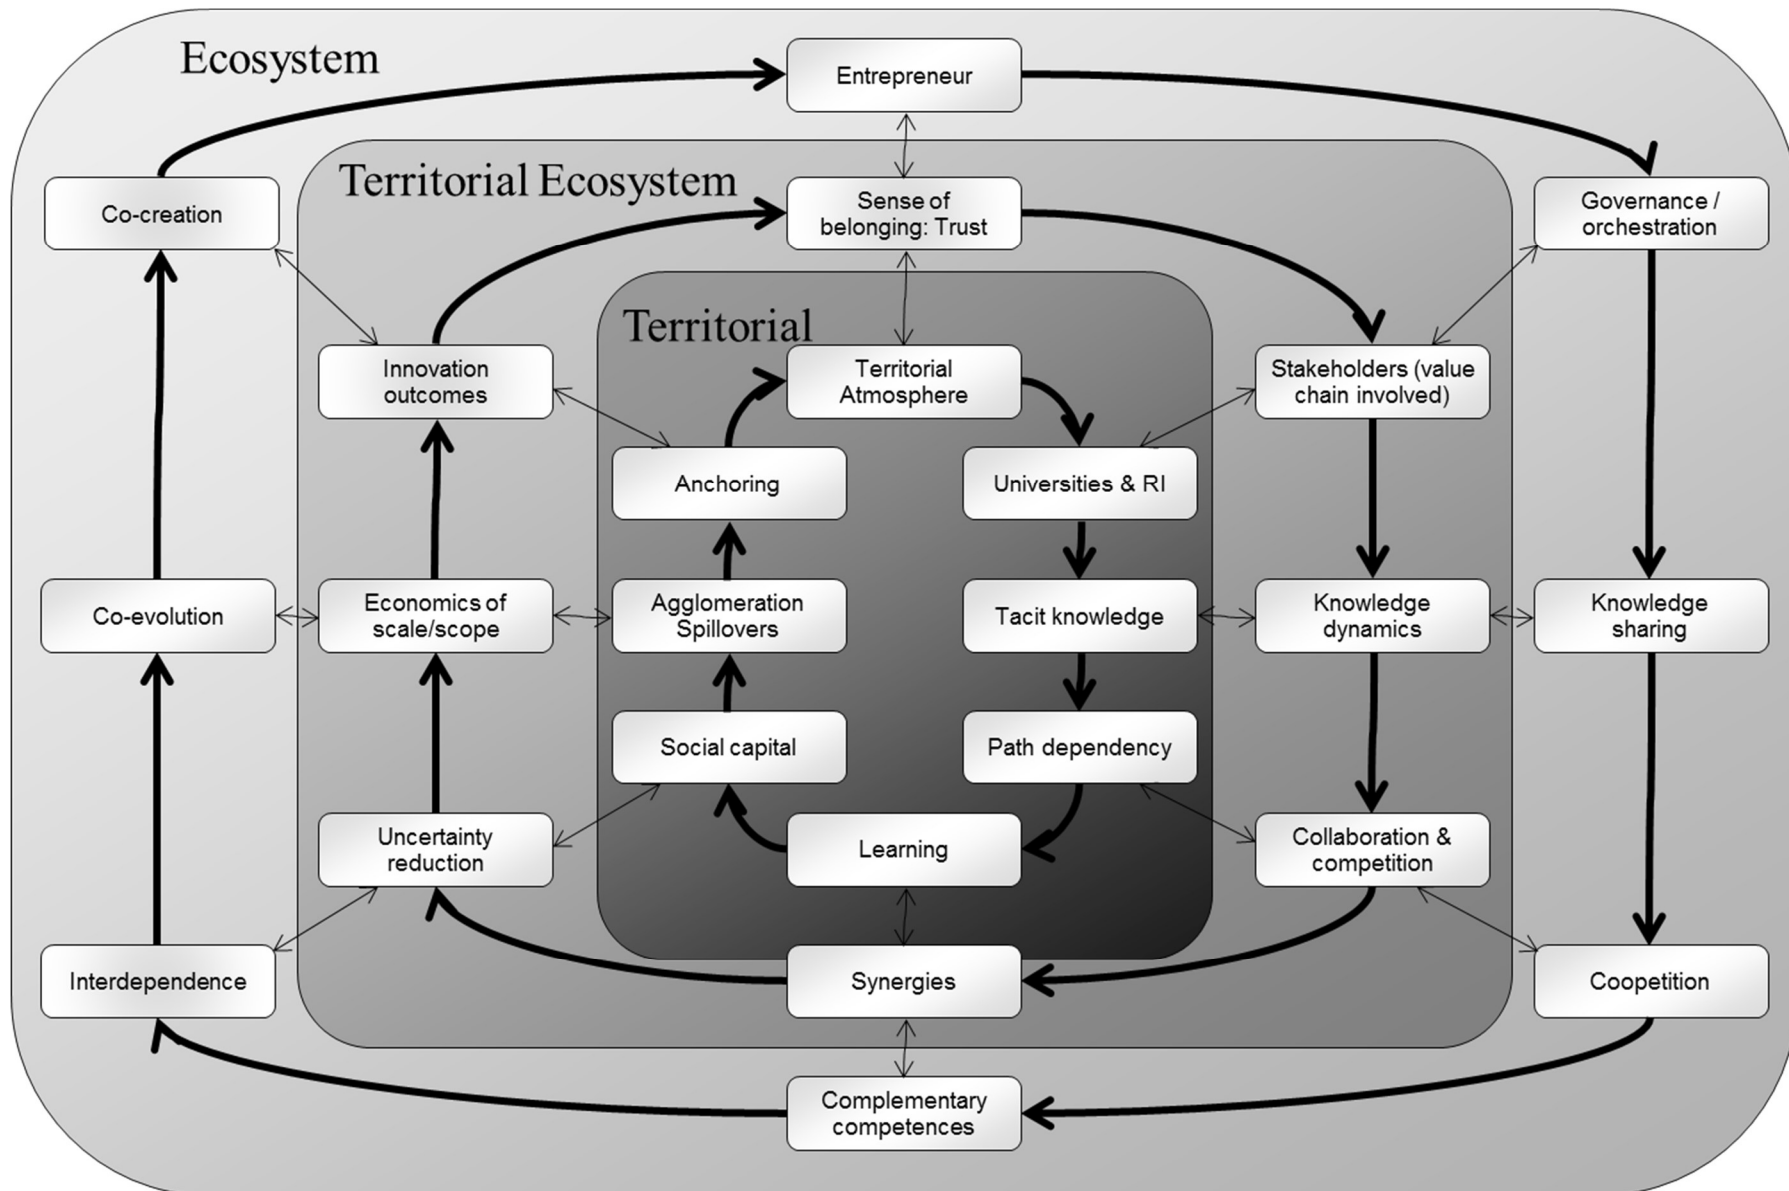 Ecosystem
Entrepreneur
Territorial Ecosystem
Co-creation
Sense of
belonging: Trust
Governance /
orchestration
Territorial
Innovation
outcomes
Territorial
Atmosphere
Stakeholders (value
chain involved)
Anchoring
Universities & RI
Co-evolution
Economics of
scale/scope
Agglomeration
Spillovers
Tacit knowledge
Knowledge
dynamics
Knowledge
sharing
Social capital
Path dependency
Uncertainty
reduction
Learning
Collaboration &
competition
Interdependence
Synergies
Coopetition
Complementary
competences